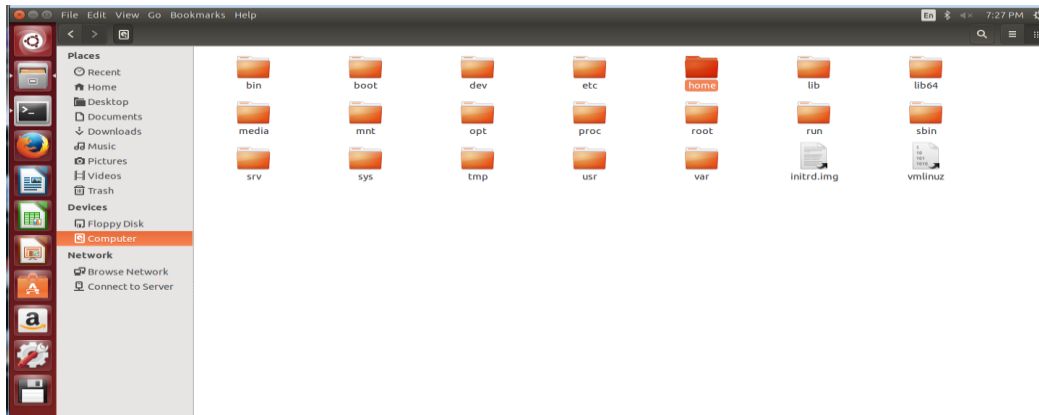 File Edit View Go Bookmarks Help
En 7:27 PM
Places
Recent
Home
Desktop
Documents
Downloads
Music
Pictures
Videos
Trash
Devices
Floppy Disk
Computer
Network
Browse Network
Connect to Server
bin boot dev etc home lib lib64
media mnt opt proc root run sbin
srv sys tmp usr var initrd.img vmlinuz